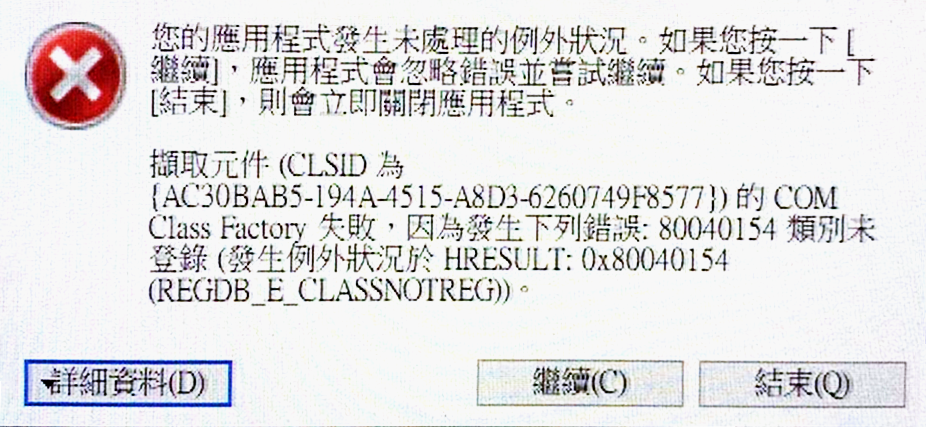 您的應用程式發生未處理的例外狀況。如果您按一下 [
繼續]，應用程式會忽略錯誤並嘗試繼續。如果您按一下
[結束]，則會立即關閉應用程式。
擷取元件 (CLSID 為
{AC30BAB5-194A-4515-A8D3-6260749F8577}) 的 COM
Class Factory 失敗，因為發生下列錯誤: 80040154 類別未
登錄 (發生例外狀況於 HRESULT: 0x80040154
(REGDB_E_CLASSNOTREG))。
詳細資料(D) 繼續(C) 結束(Q)